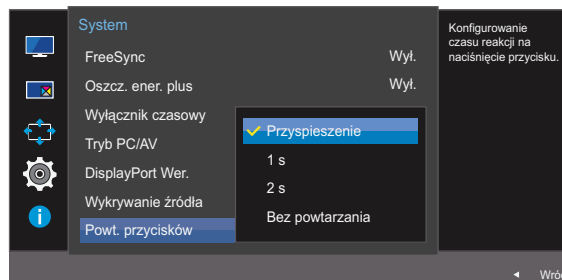 System
FreeSync Wył.
Oszcz. ener. plus Wył.
Wyłącznik czasowy
Tryb PC/AV
DisplayPort Wer.
Wykrywanie źródła
Powt. przycisków
Przyspieszenie
1 s
2 s
Bez powtarzania
Konfigurowanie
czasu reakcji na
naciśnięcie przycisku.